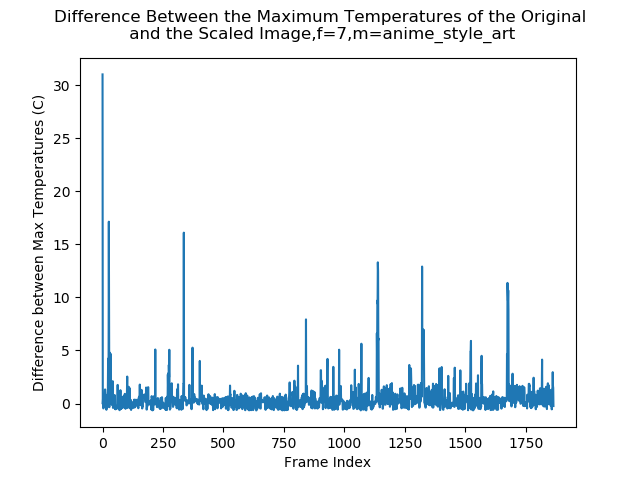 Difference Between the Maximum Temperatures of the Original
and the Scaled Image,f=7,m=anime_style_art
Difference between Max Temperatures (C)
30
25
20
15
10
5
0
0 250 500 750 1000 1250 1500 1750
Frame Index